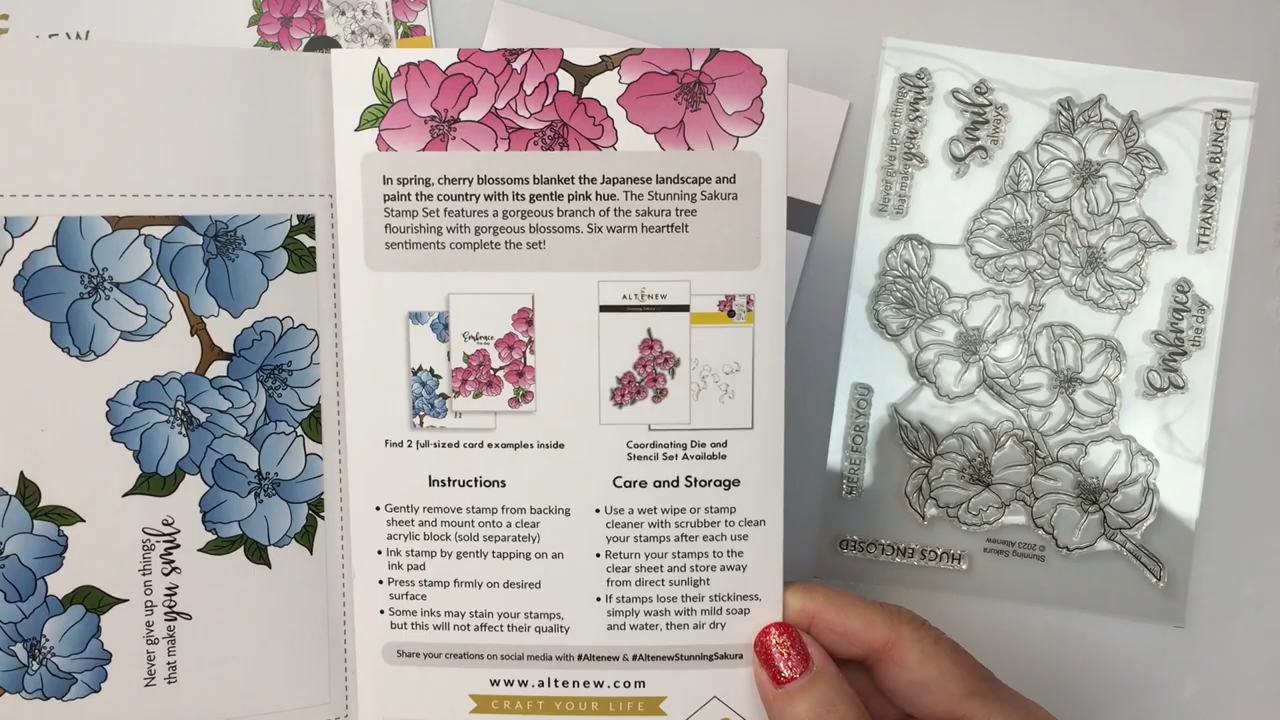 NEW
Never give up on things
that make you smile
In spring, cherry blossoms blanket the Japanese landscape and
paint the country with its gentle pink hue. The Stunning Sakura
Stamp Set features a gorgeous branch of the sakura tree
flourishing with gorgeous blossoms. Six warm heartfelt
sentiments complete the set!
Embrace
the day
ALTENEW
Stunning Sakura
Find 2 full-sized card examples inside
Coordinating Die and
Stencil Set Available
Instructions
• Gently remove stamp from backing
sheet and mount onto a clear
acrylic block (sold separately)
• Ink stamp by gently tapping on an
ink pad
• Press stamp firmly on desired
surface
• Some inks may stain your stamps,
but this will not affect their quality
Care and Storage
• Use a wet wipe or stamp
cleaner with scrubber to clean
your stamps after each use
• Return your stamps to the
clear sheet and store away
from direct sunlight
• If stamps lose their stickiness,
simply wash with mild soap
and water, then air dry
Share your creations on social media with #Altenew & #AltenewStunningSakura
www.altenew.com
CRAFT YOUR LIFE
Never give up on things
that make you smile
Smile
always
THANKS A BUNCH
Embrace
the day
HERE FOR YOU
HUGS ENCLOSED
Stunning Sakura
© 2023 Altenew